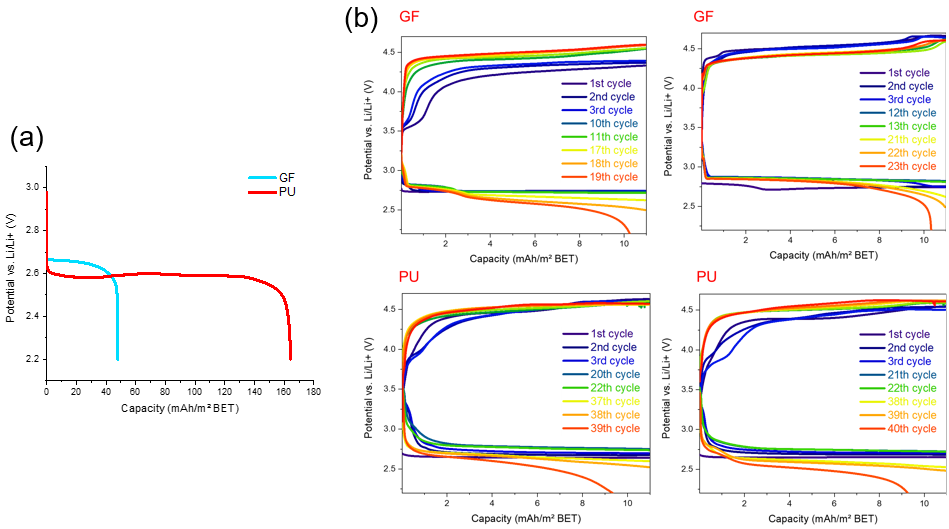 (a)
GF
PU
3.0
2.8
2.6
2.4
2.2
Potential vs. Li/Li+ (V)
0 20 40 60 80 100 120 140 160 180
Capacity (mAh/m² BET)
(b)
GF
4.5
4.0
3.5
3.0
2.5
Potential vs. Li/Li+ (V)
1st cycle
2nd cycle
3rd cycle
10th cycle
11th cycle
17th cycle
18th cycle
19th cycle
2 4 6 8 10
Capacity (mAh/m² BET)
GF
4.5
4.0
3.5
3.0
2.5
Potential vs. Li/Li+ (V)
1st cycle
2nd cycle
3rd cycle
12th cycle
13th cycle
21th cycle
22th cycle
23th cycle
2 4 6 8 10
Capacity (mAh/m² BET)
PU
4.5
4.0
3.5
3.0
2.5
Potential vs. Li/Li+ (V)
1st cycle
2nd cycle
3rd cycle
20th cycle
22th cycle
37th cycle
38th cycle
39th cycle
2 4 6 8 10
Capacity (mAh/m² BET)
PU
4.5
4.0
3.5
3.0
2.5
Potential vs. Li/Li+ (V)
1st cycle
2nd cycle
3rd cycle
21th cycle
22th cycle
38th cycle
39th cycle
40th cycle
2 4 6 8 10
Capacity (mAh/m² BET)